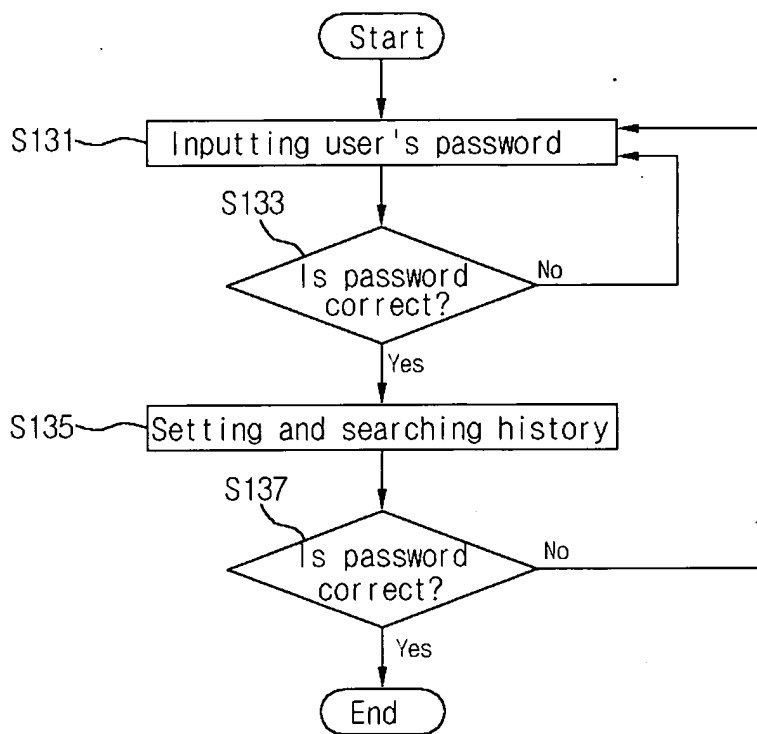 Start
S131
Inputting user's password
S133
Is password
correct?
No
Yes
S135
Setting and searching history
S137
Is password
correct?
No
Yes
End